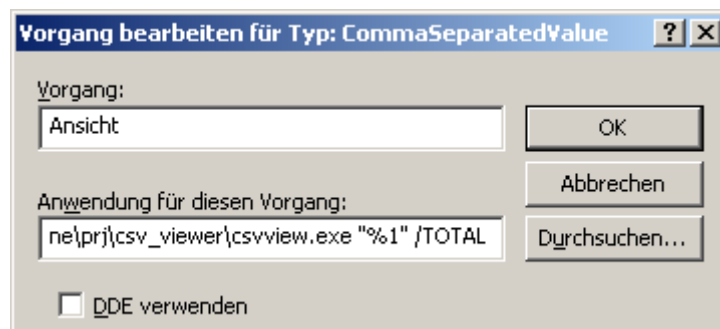 Vorgang bearbeiten für Typ: CommaSeparatedValue
Vorgang:
Ansicht
OK
Abbrechen
Anwendung für diesen Vorgang:
ne\prj\csv_viewer\csvview.exe "%1" /TOTAL
Durchsuchen...
DDE verwenden